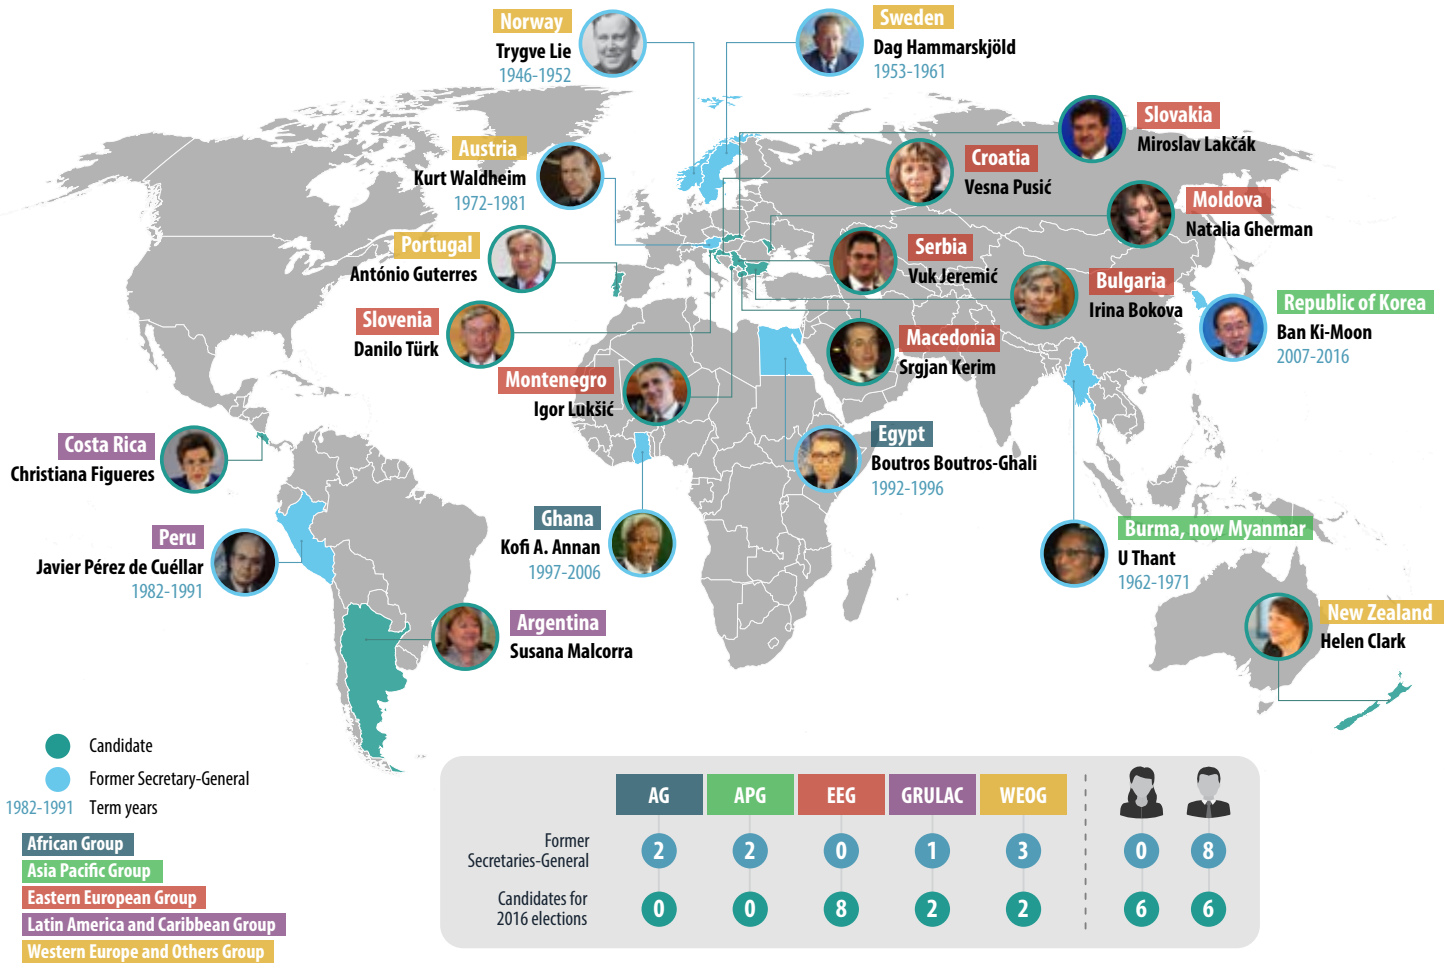 Norway
Trygve Lie
1946-1952
Sweden
Dag Hammarskjöld
1953-1961
Austria
Kurt Waldheim
1972-1981
Portugal
António Guterres
Slovenia
Danilo Türk
Montenegro
Igor Lukšić
Slovakia
Miroslav Lakčák
Croatia
Vesna Pusić
Moldova
Natalia Gherman
Serbia
Vuk Jeremić
Bulgaria
Irina Bokova
Macedonia
Srgjan Kerim
Republic of Korea
Ban Ki-Moon
2007-2016
Costa Rica
Christiana Figueres
Peru
Javier Pérez de Cuéllar
1982-1991
Argentina
Susana Malcorra
Ghana
Kofi A. Annan
1997-2006
Egypt
Boutros Boutros-Ghali
1992-1996
Burma, now Myanmar
U Thant
1962-1971
New Zealand
Helen Clark
Candidate
Former Secretary-General
1982-1991 Term years
African Group
Asia Pacific Group
Eastern European Group
Latin America and Caribbean Group
Western Europe and Others Group
AG APG EEG GRULAC WEOG
Former
Secretaries-General
2 2 0 1 3 0 8
Candidates for
2016 elections
0 0 8 2 2 6 6